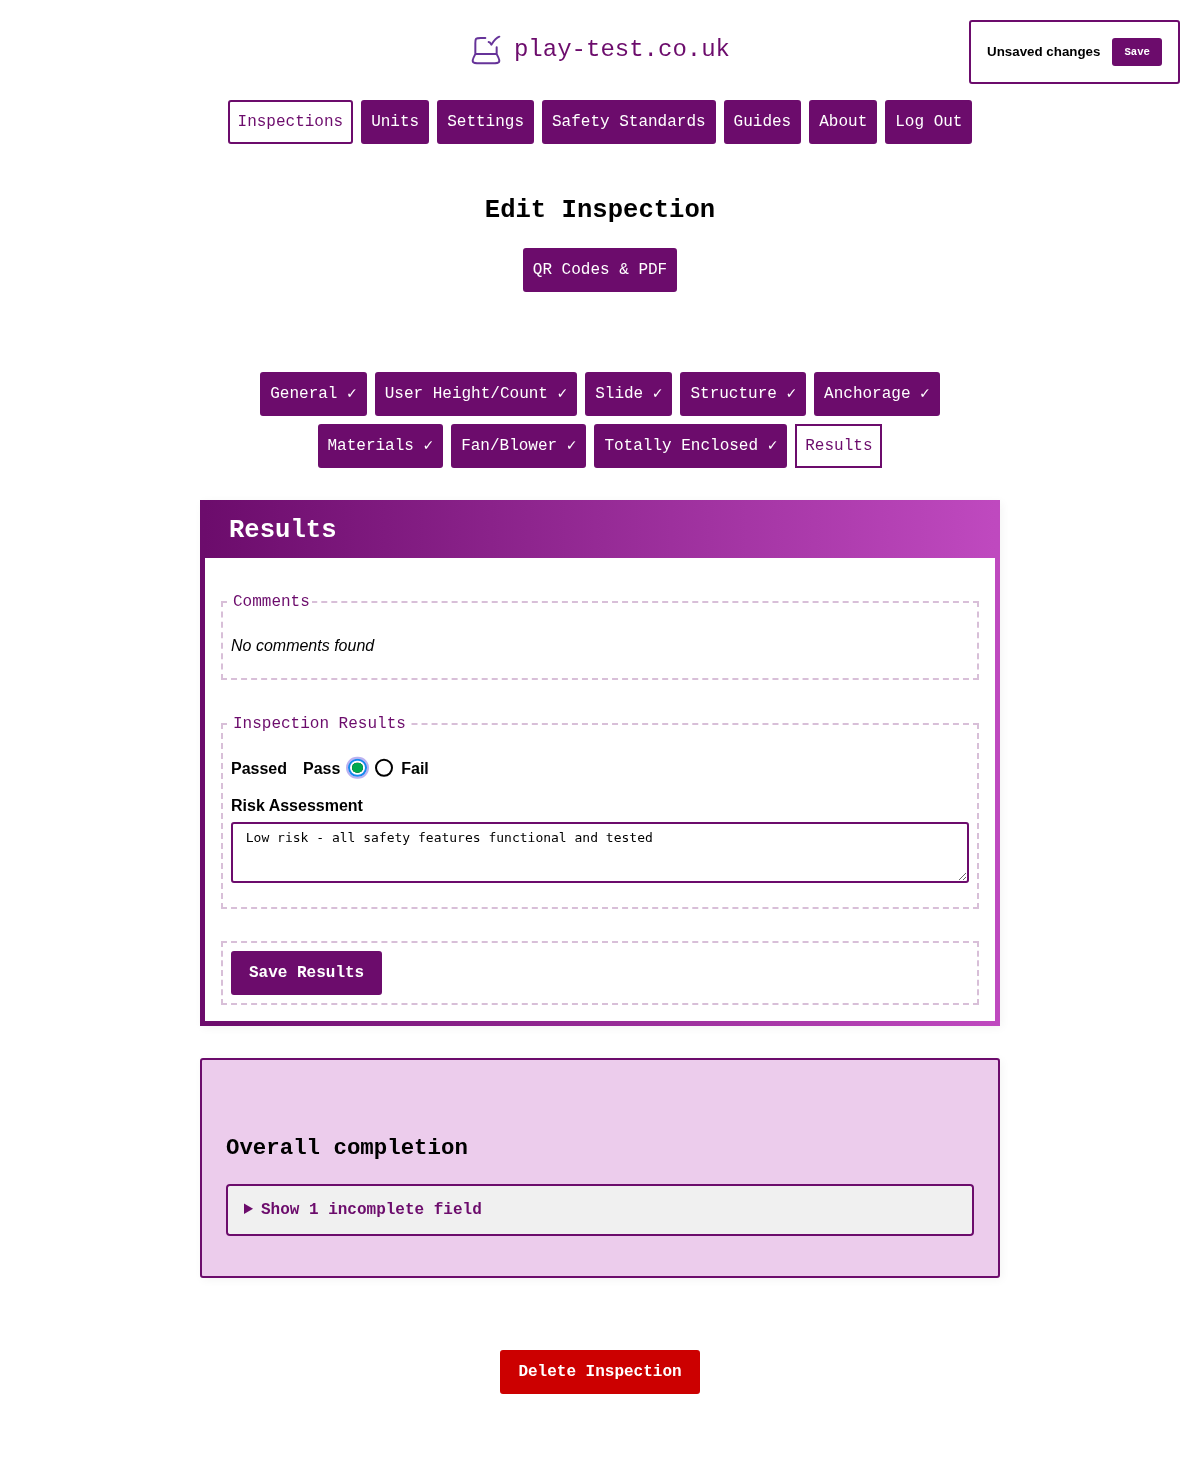 play-test.co.uk
Unsaved changes Save
Inspections Units Settings Safety Standards Guides About Log Out
Edit Inspection
QR Codes & PDF
General ✓ User Height/Count ✓ Slide ✓ Structure ✓ Anchorage ✓
Materials ✓ Fan/Blower ✓ Totally Enclosed ✓ Results
Results
Comments
No comments found
Inspection Results
Passed Pass Fail
Risk Assessment
Low risk - all safety features functional and tested
Save Results
Overall completion
Show 1 incomplete field
Delete Inspection